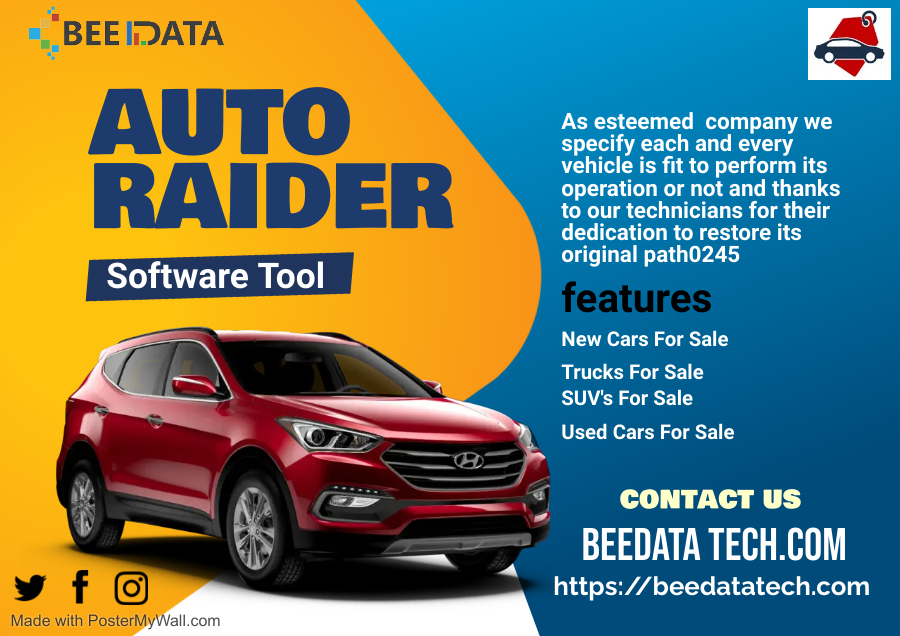 BEE DATA
AUTO
RAIDER
Software Tool
As esteemed company we
specify each and every
vehicle is fit to perform its
operation or not and thanks
to our technicians for their
dedication to restore its
original path0245
features
New Cars For Sale
Trucks For Sale
SUV's For Sale
Used Cars For Sale
CONTACT US
BEEDATA TECH.COM
https://beedatatech.com
Made with PosterMyWall.com